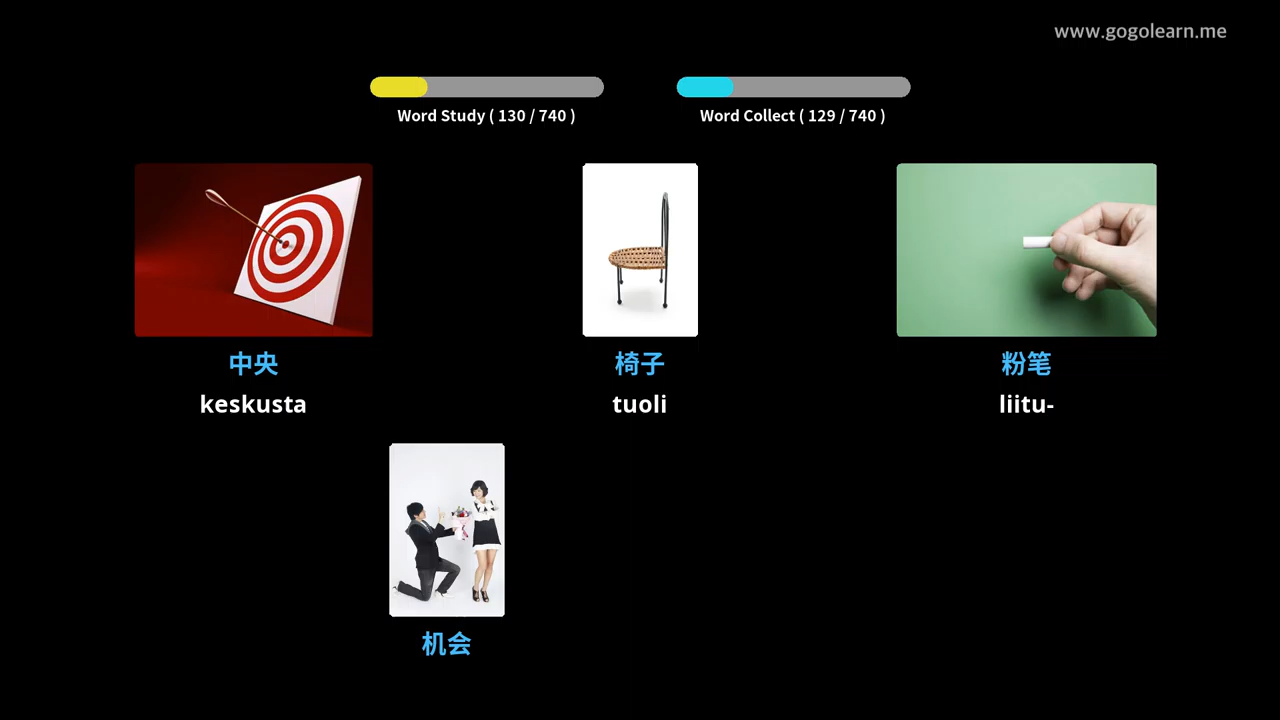 www.gogolearn.me
Word Study ( 130 / 740 )
Word Collect ( 129 / 740 )
中央
椅子
粉笔
keskusta
tuoli
liitu-
机会